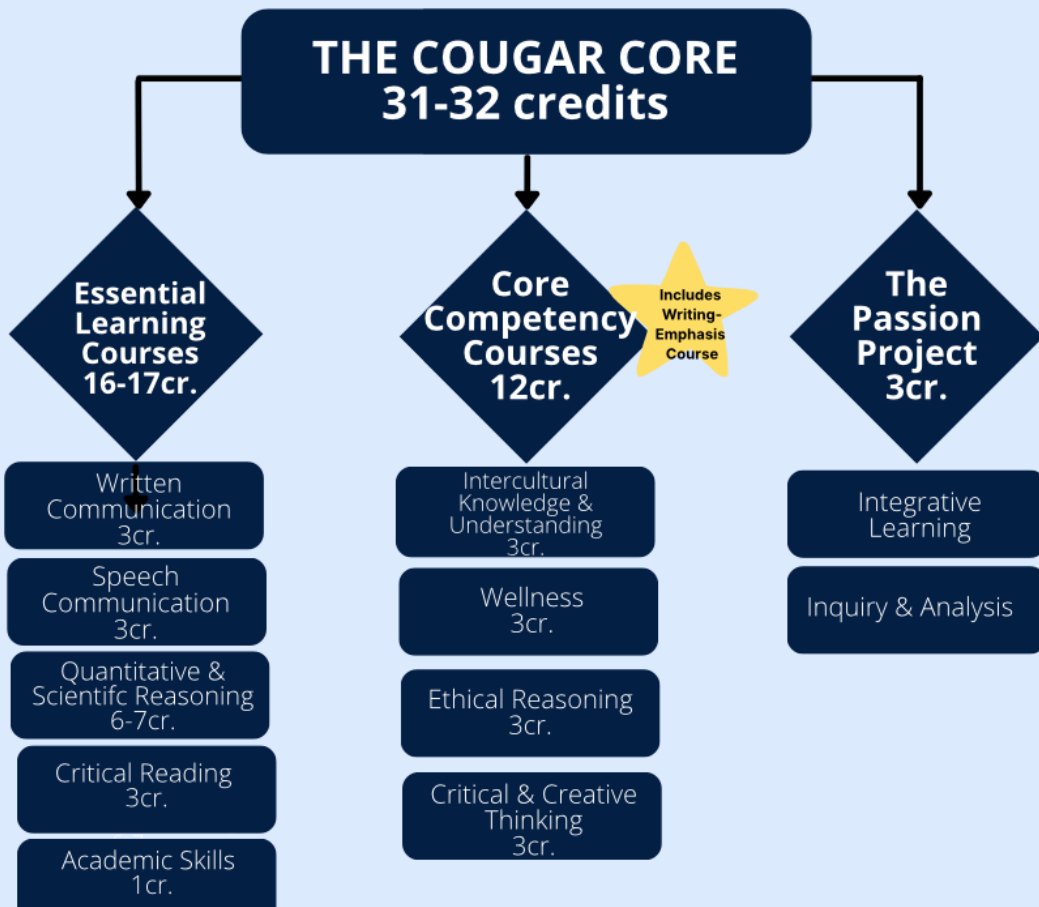 THE COUGAR CORE
31-32 credits
Essential
Learning
Courses
16-17cr.
Written
Communication
3cr.
Speech
Communication
3cr.
Quantitative &
Scientifc Reasoning
6-7cr.
Critical Reading
3cr.
Academic Skills
1cr.
Core
Competency
Courses
12cr.
Includes
Writing-
Emphasis
Course
Intercultural
Knowledge &
Understanding
3cr.
Wellness
3cr.
Ethical Reasoning
3cr.
Critical & Creative
Thinking
3cr.
The
Passion
Project
3cr.
Integrative
Learning
Inquiry & Analysis